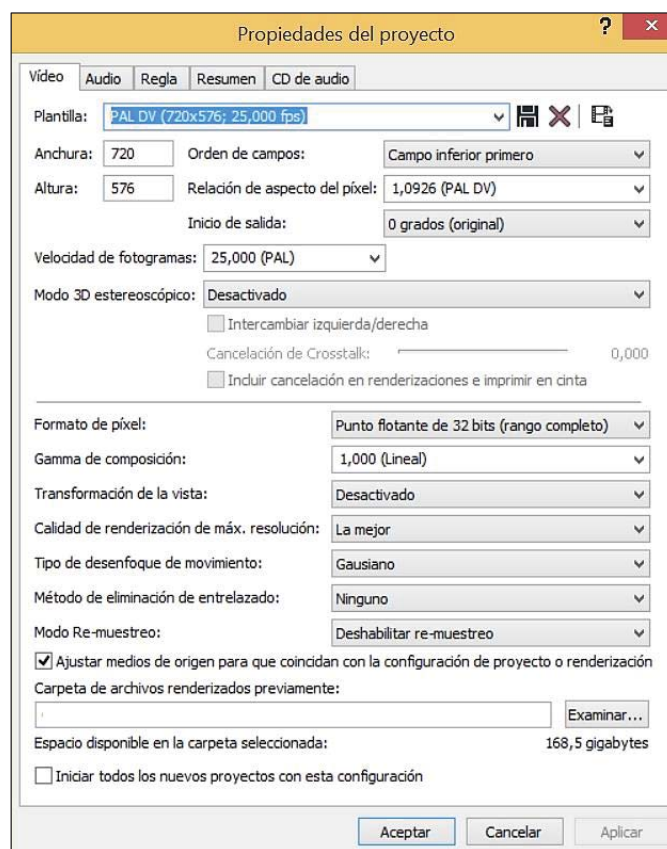 Propiedades del proyecto ? ×
Vídeo Audio Regla Resumen CD de audio
Plantilla: PAL DV (720x576; 25,000 fps)
Anchura: 720 Orden de campos: Campo inferior primero
Altura: 576 Relación de aspecto del píxel: 1,0926 (PAL DV)
Inicio de salida: 0 grados (original)
Velocidad de fotogramas: 25,000 (PAL)
Modo 3D estereoscópico: Desactivado
Intercambiar izquierda/derecha
Cancelación de Crosstalk: 0,000
Incluir cancelación en renderizaciones e imprimir en cinta
Formato de píxel: Punto flotante de 32 bits (rango completo)
Gamma de composición: 1,000 (Lineal)
Transformación de la vista: Desactivado
Calidad de renderización de máx. resolución: La mejor
Tipo de desenfoque de movimiento: Gausiano
Método de eliminación de entrelazado: Ninguno
Modo Re-muestreo: Deshabilitar re-muestreo
Ajustar medios de origen para que coincidan con la configuración de proyecto o renderización
Carpeta de archivos renderizados previamente:
Examinar...
Espacio disponible en la carpeta seleccionada: 168,5 gigabytes
Iniciar todos los nuevos proyectos con esta configuración
Aceptar Cancelar Aplicar